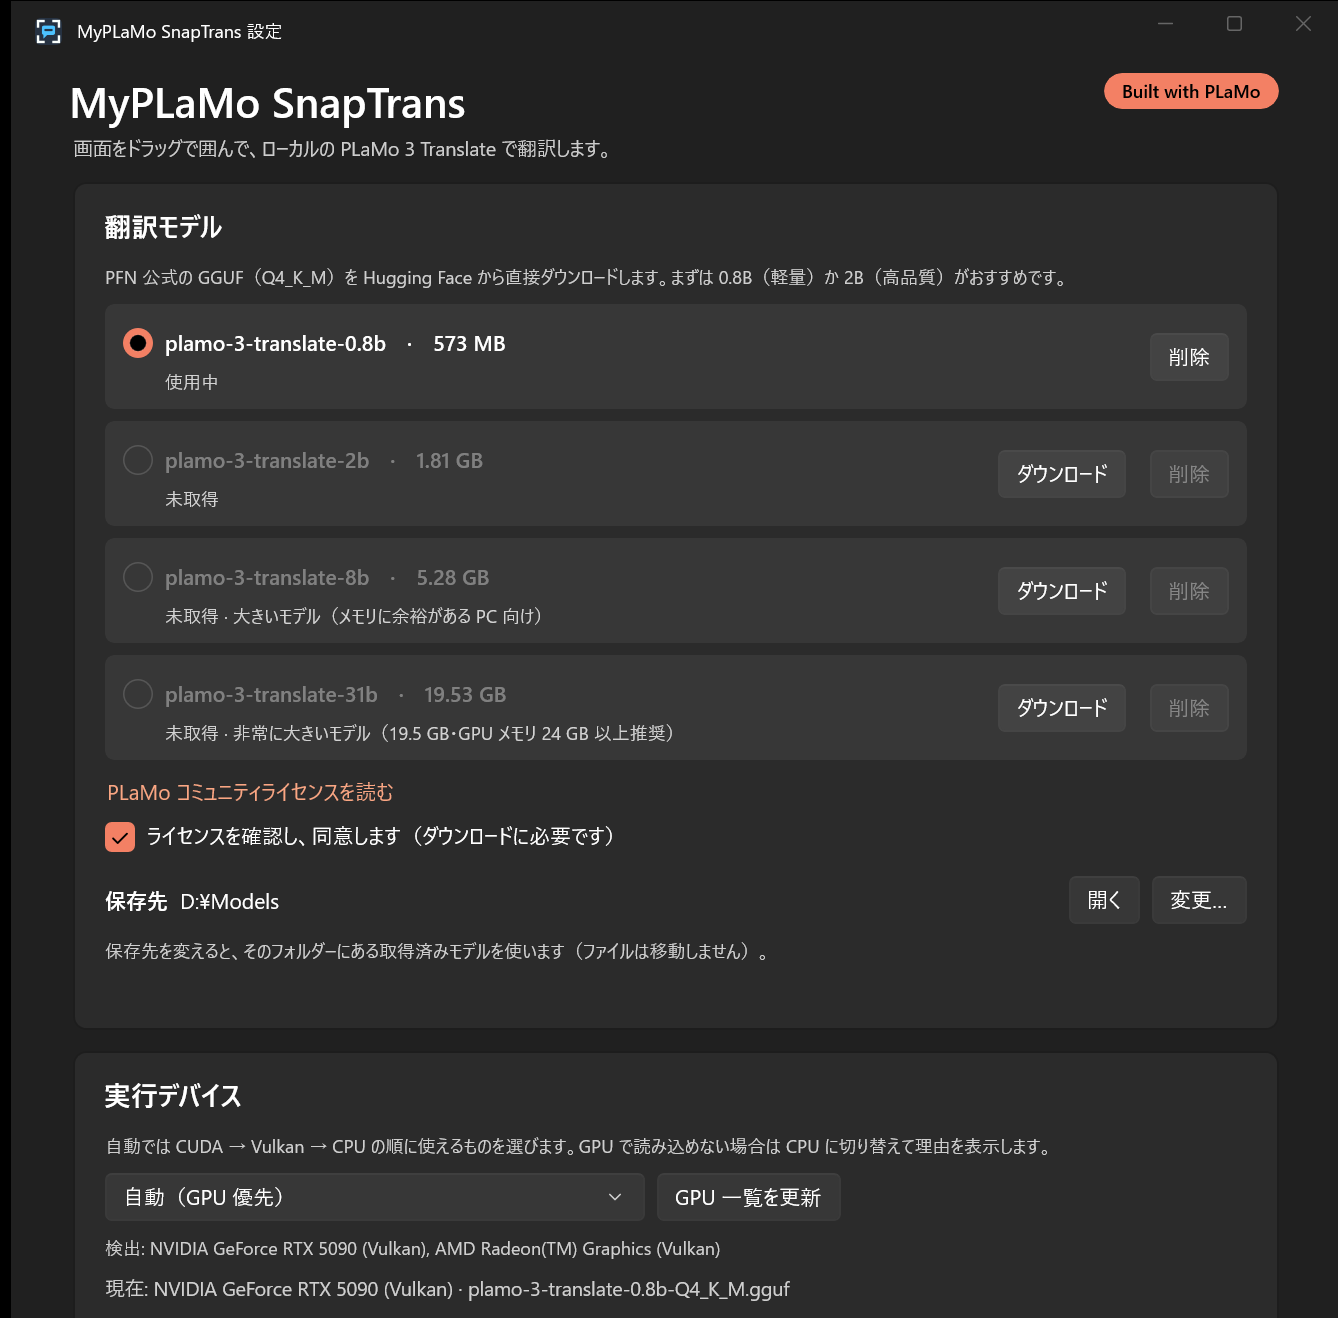 MyPLaMo SnapTrans 設定
MyPLaMo SnapTrans
Built with PLaMo
画面をドラッグで囲んで、ローカルの PLaMo 3 Translate で翻訳します。
翻訳モデル
PFN 公式の GGUF（Q4_K_M）を Hugging Face から直接ダウンロードします。まずは 0.8B（軽量）か 2B（高品質）がおすすめです。
plamo-3-translate-0.8b · 573 MB
使用中
削除
plamo-3-translate-2b · 1.81 GB
未取得
ダウンロード 削除
plamo-3-translate-8b · 5.28 GB
未取得 · 大きいモデル（メモリに余裕がある PC 向け）
ダウンロード 削除
plamo-3-translate-31b · 19.53 GB
未取得 · 非常に大きいモデル（19.5 GB・GPU メモリ 24 GB 以上推奨）
ダウンロード 削除
PLaMo コミュニティライセンスを読む
ライセンスを確認し、同意します（ダウンロードに必要です）
保存先 D:¥Models
開く 変更...
保存先を変えると、そのフォルダーにある取得済みモデルを使います（ファイルは移動しません）。
実行デバイス
自動では CUDA → Vulkan → CPU の順に使えるものを選びます。GPU で読み込めない場合は CPU に切り替えて理由を表示します。
自動（GPU 優先） GPU 一覧を更新
検出: NVIDIA GeForce RTX 5090 (Vulkan), AMD Radeon(TM) Graphics (Vulkan)
現在: NVIDIA GeForce RTX 5090 (Vulkan) · plamo-3-translate-0.8b-Q4_K_M.gguf